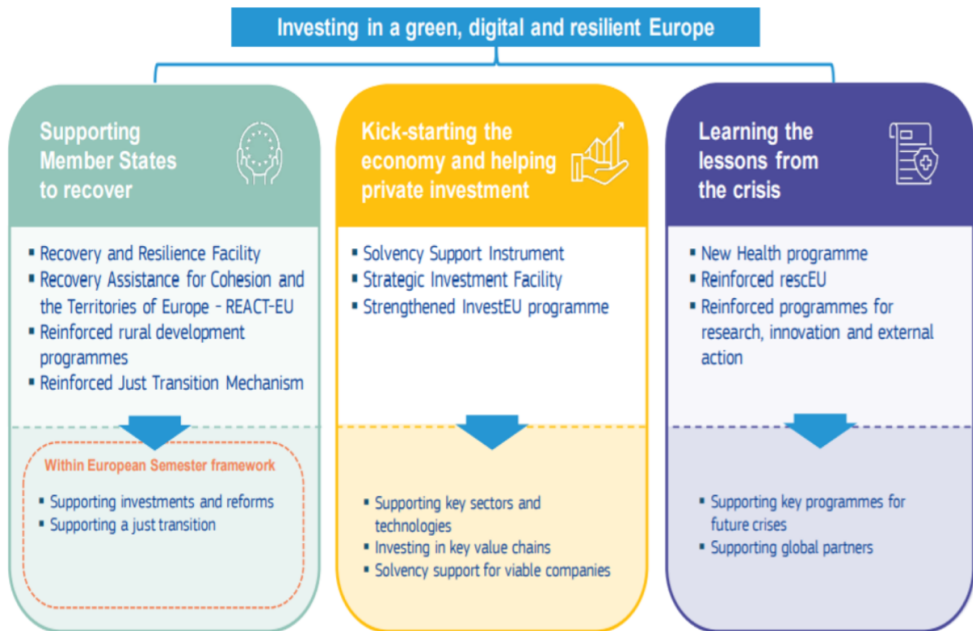 Investing in a green, digital and resilient Europe
Supporting
Member States
to recover
▪ Recovery and Resilience Facility
▪ Recovery Assistance for Cohesion and
the Territories of Europe – REACT-EU
▪ Reinforced rural development
programmes
▪ Reinforced Just Transition Mechanism
Within European Semester framework
▪ Supporting investments and reforms
▪ Supporting a just transition
Kick-starting the
economy and helping
private investment
▪ Solvency Support Instrument
▪ Strategic Investment Facility
▪ Strengthened InvestEU programme
▪ Supporting key sectors and
technologies
▪ Investing in key value chains
▪ Solvency support for viable companies
Learning the
lessons from
the crisis
▪ New Health programme
▪ Reinforced rescEU
▪ Reinforced programmes for
research, innovation and external
action
▪ Supporting key programmes for
future crises
▪ Supporting global partners